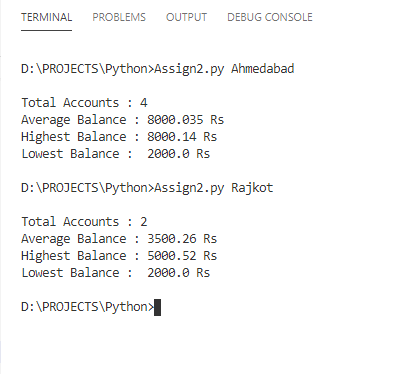 TERMINAL PROBLEMS OUTPUT DEBUG CONSOLE
D:\PROJECTS\Python>Assign2.py Ahmedabad
Total Accounts : 4
Average Balance : 8000.035 Rs
Highest Balance : 8000.14 Rs
Lowest Balance :  2000.0 Rs
D:\PROJECTS\Python>Assign2.py Rajkot
Total Accounts : 2
Average Balance : 3500.26 Rs
Highest Balance : 5000.52 Rs
Lowest Balance :  2000.0 Rs
D:\PROJECTS\Python>